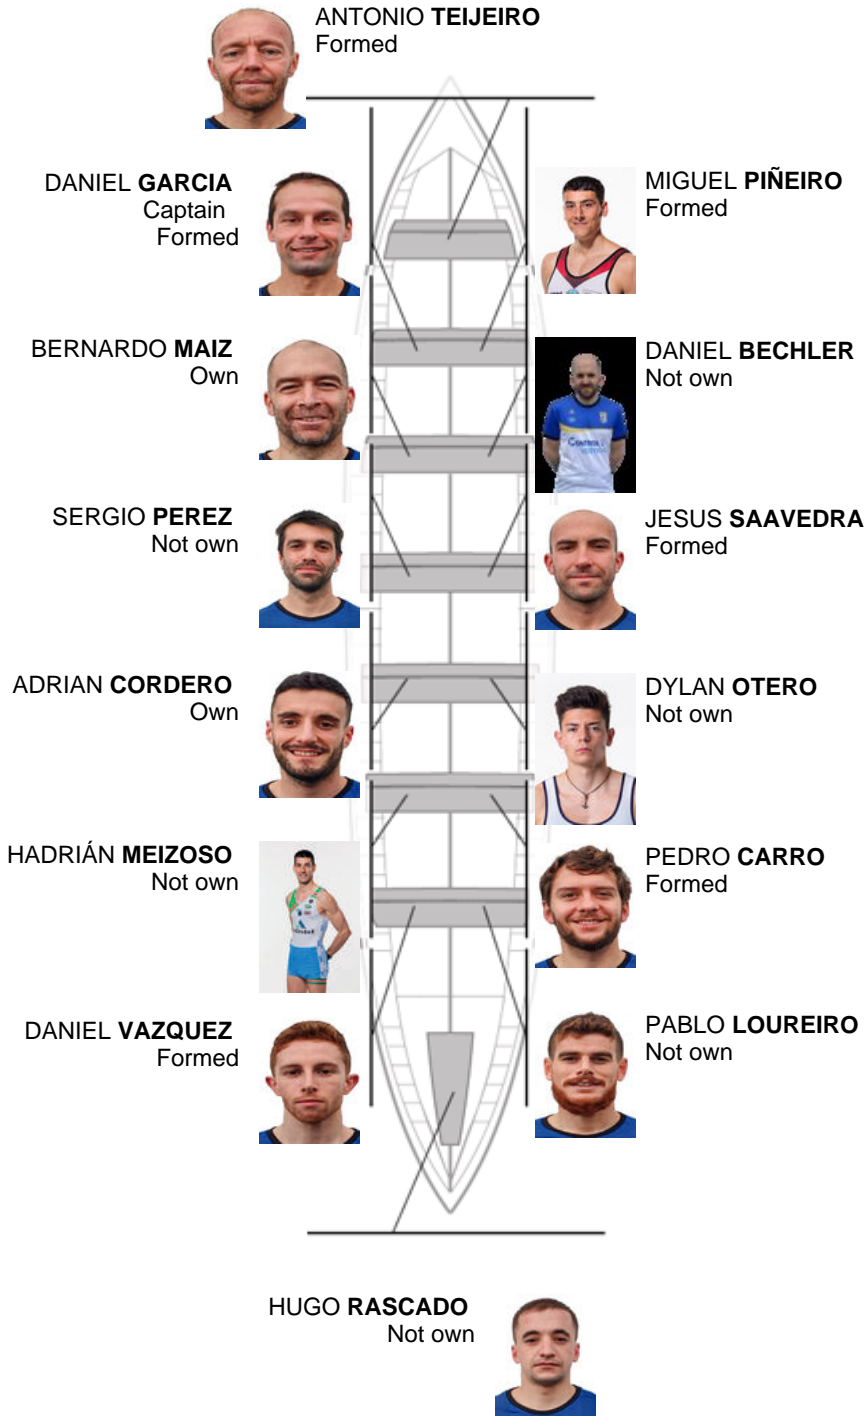 ANTONIO TEIJEIRO
Formed
DANIEL GARCIA
Captain
Formed
MIGUEL PIÑEIRO
Formed
BERNARDO MAIZ
Own
DANIEL BECHLER
Not own
SERGIO PEREZ
Not own
JESUS SAAVEDRA
Formed
ADRIAN CORDERO
Own
DYLAN OTERO
Not own
HADRIÁN MEIZOSO
Not own
PEDRO CARRO
Formed
DANIEL VAZQUEZ
Formed
PABLO LOUREIRO
Not own
HUGO RASCADO
Not own